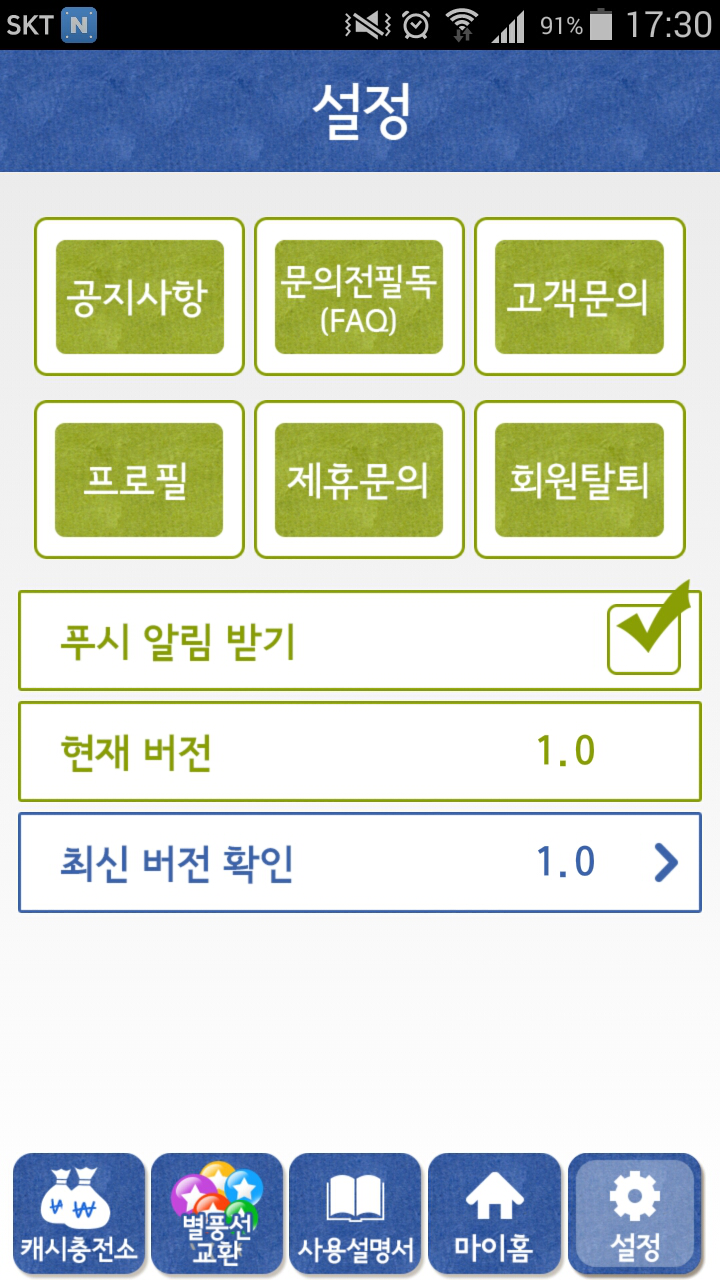 SKT N 91% 17:30
설정
공지사항
문의전필독
(FAQ)
고객문의
프로필
제휴문의
회원탈퇴
푸시 알림 받기
현재 버전 1.0
최신 버전 확인 1.0
캐시충전소
별풍선
교환
사용설명서
마이홈
설정